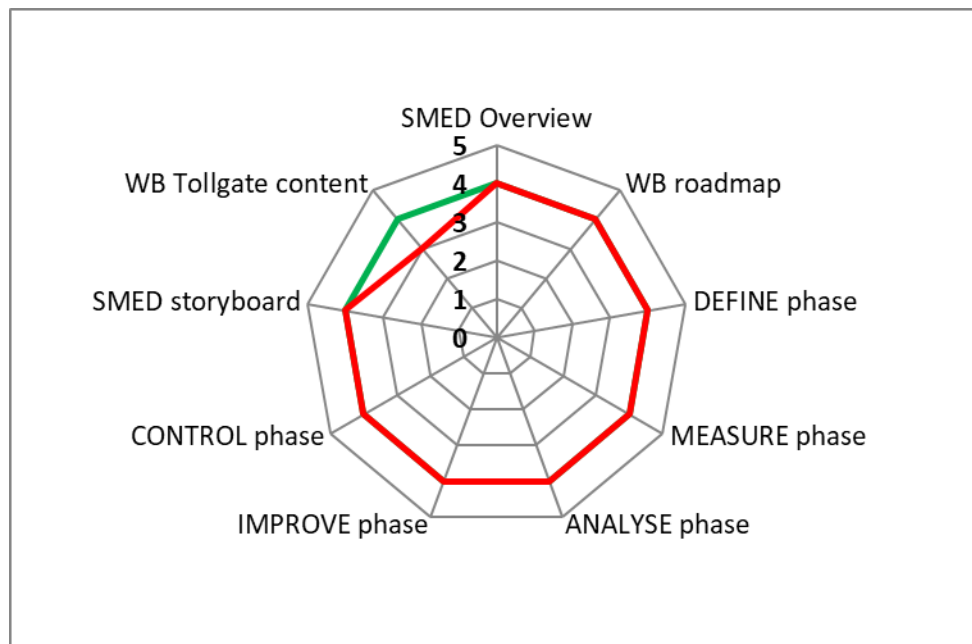 SMED Overview
5
WB Tollgate content
4
WB roadmap
3
2
SMED storyboard
1
DEFINE phase
0
CONTROL phase
MEASURE phase
IMPROVE phase
ANALYSE phase